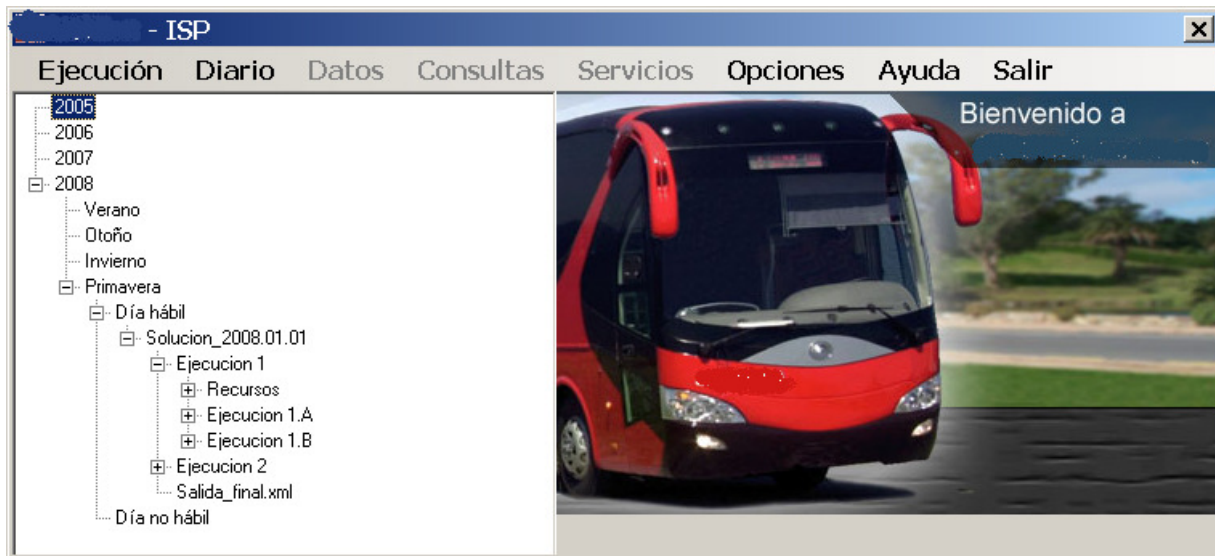 - ISP
Ejecución Diario Datos Consultas Servicios Opciones Ayuda Salir
2005
2006
2007
2008
Verano
Otoño
Invierno
Primavera
Día hábil
Solucion_2008.01.01
Ejecucion 1
Recursos
Ejecucion 1.A
Ejecucion 1.B
Ejecucion 2
Salida_final.xml
Día no hábil
Bienvenido a